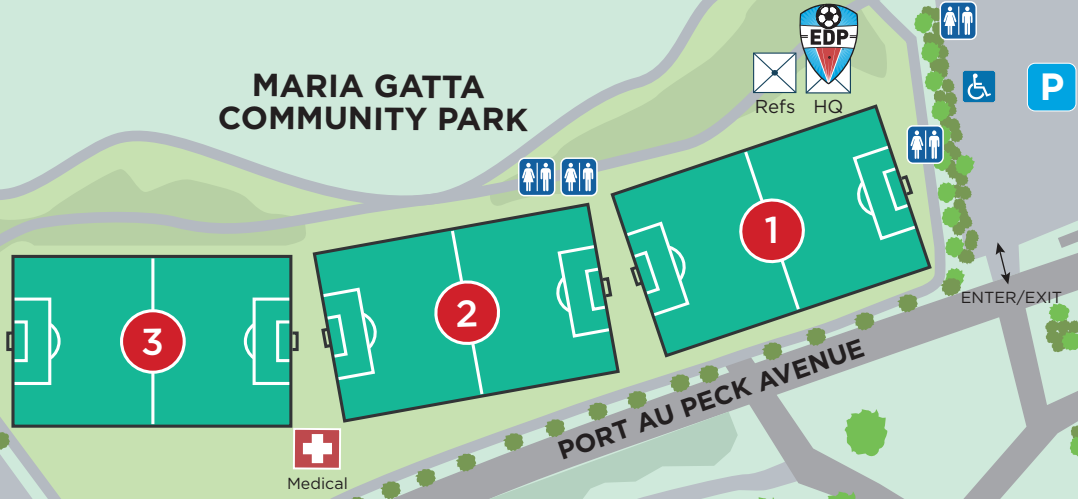 MARIA GATTA
COMMUNITY PARK
EDP
Refs
HQ
P
1
2
3
ENTER/EXIT
PORT AU PECK AVENUE
Medical